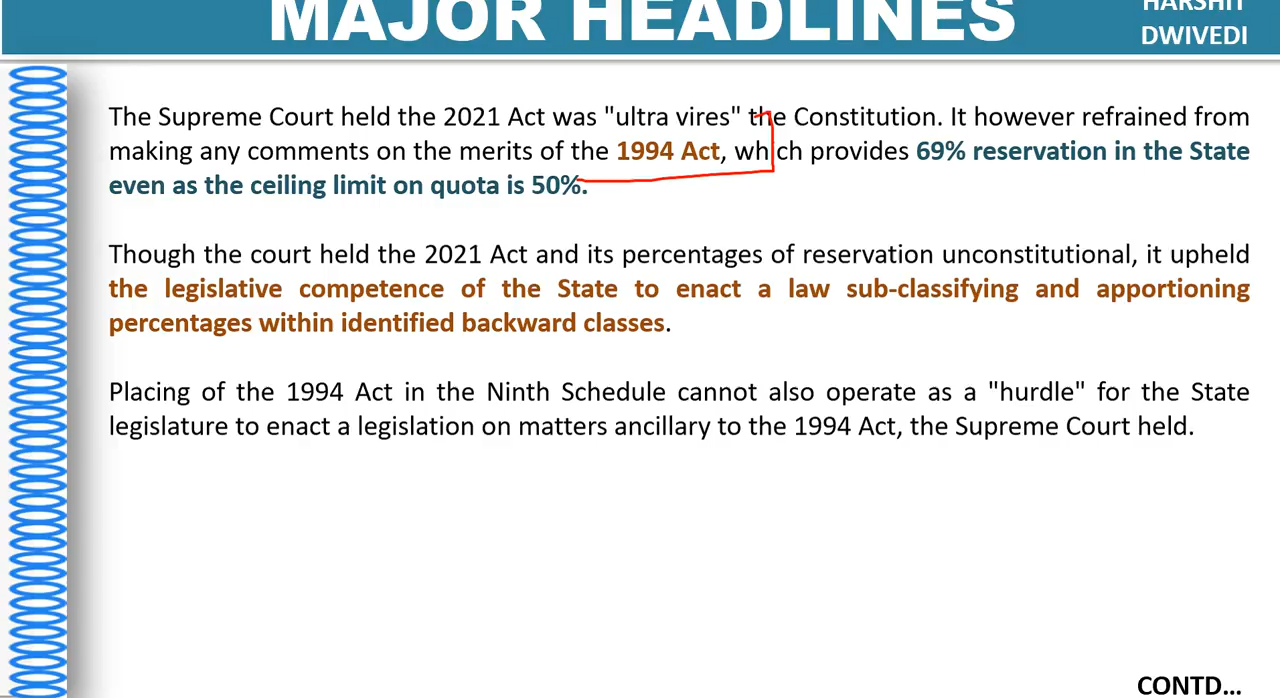 MAJOR HEADLINES
HARSHIT
DWIVEDI
The Supreme Court held the 2021 Act was "ultra vires" the Constitution. It however refrained from
making any comments on the merits of the 1994 Act, which provides 69% reservation in the State
even as the ceiling limit on quota is 50%.
Though the court held the 2021 Act and its percentages of reservation unconstitutional, it upheld
the legislative competence of the State to enact a law sub-classifying and apportioning
percentages within identified backward classes.
Placing of the 1994 Act in the Ninth Schedule cannot also operate as a "hurdle" for the State
legislature to enact a legislation on matters ancillary to the 1994 Act, the Supreme Court held.
CONTD...